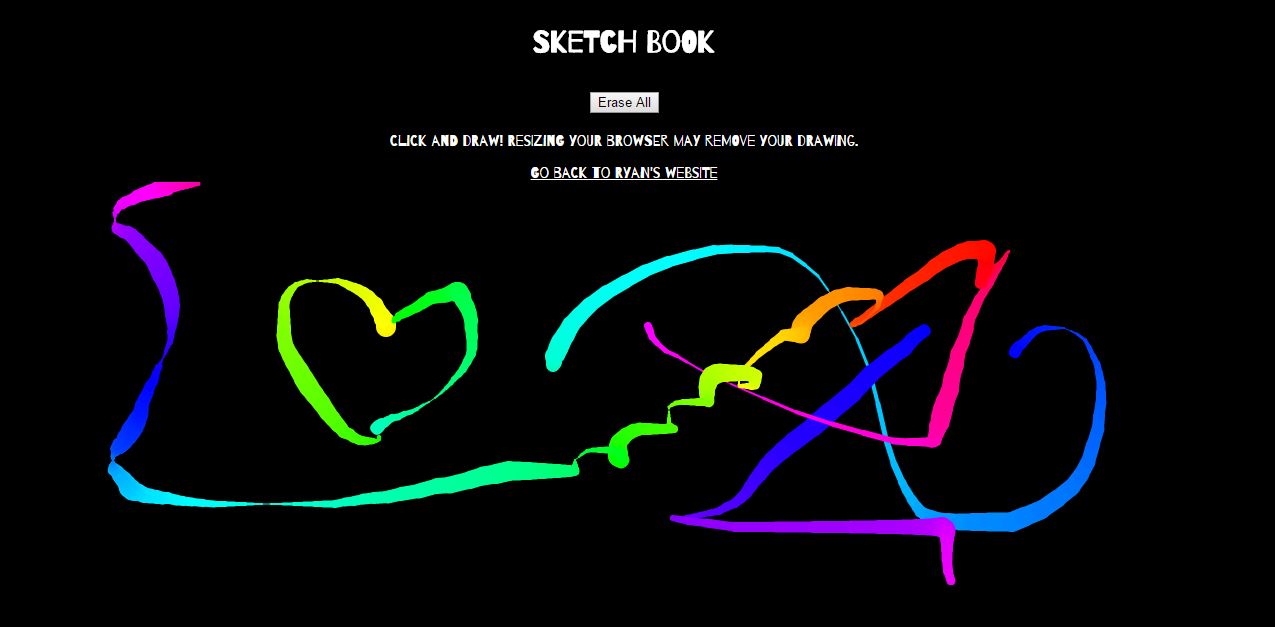 SKETCH BOOK
Erase All
CLICK AND DRAW! RESIZING YOUR BROWSER MAY REMOVE YOUR DRAWING.
GO BACK TO RYAN'S WEBSITE